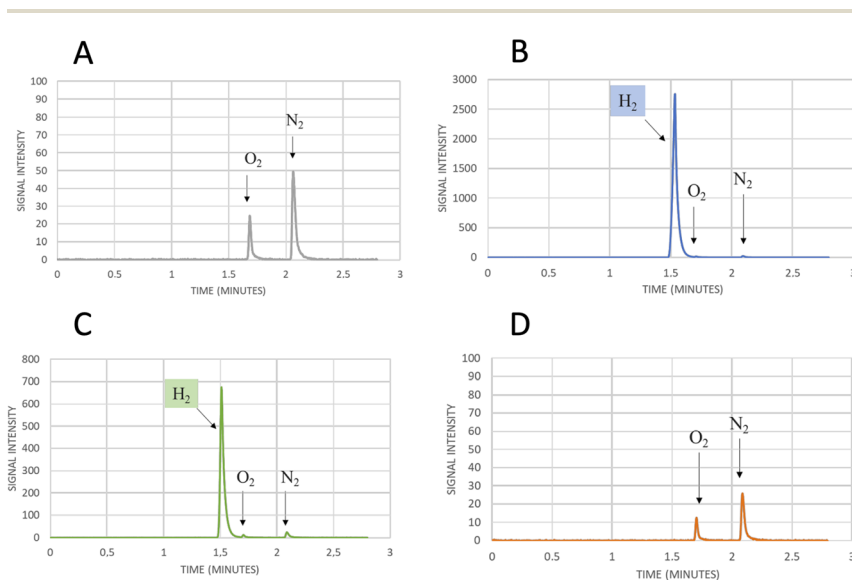 A
100
90
80
70
60
50
40
30
20
10
0
SIGNAL INTENSITY
O₂
N₂
0 0.5 1 1.5 2 2.5 3
TIME (MINUTES)
B
3000
2500
2000
1500
1000
500
0
SIGNAL INTENSITY
H₂
O₂
N₂
0 0.5 1 1.5 2 2.5
TIME (MINUTES)
C
800
700
600
500
400
300
200
100
0
SIGNAL INTENSITY
H₂
O₂
N₂
0 0,5 1 1,5 2 2,5 3
TIME (MINUTES)
D
100
90
80
70
60
50
40
30
20
10
0
SIGNAL INTENSITY
O₂
N₂
0 0.5 1 1.5 2 2.5 3
TIME (MINUTES)